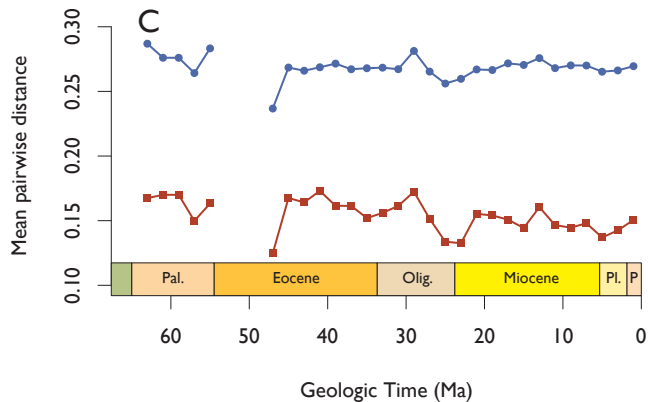 C
0.30
0.25
0.20
0.15
0.10
Mean pairwise distance
Pal. Eocene Olig. Miocene Pl. P
60 50 40 30 20 10 0
Geologic Time (Ma)